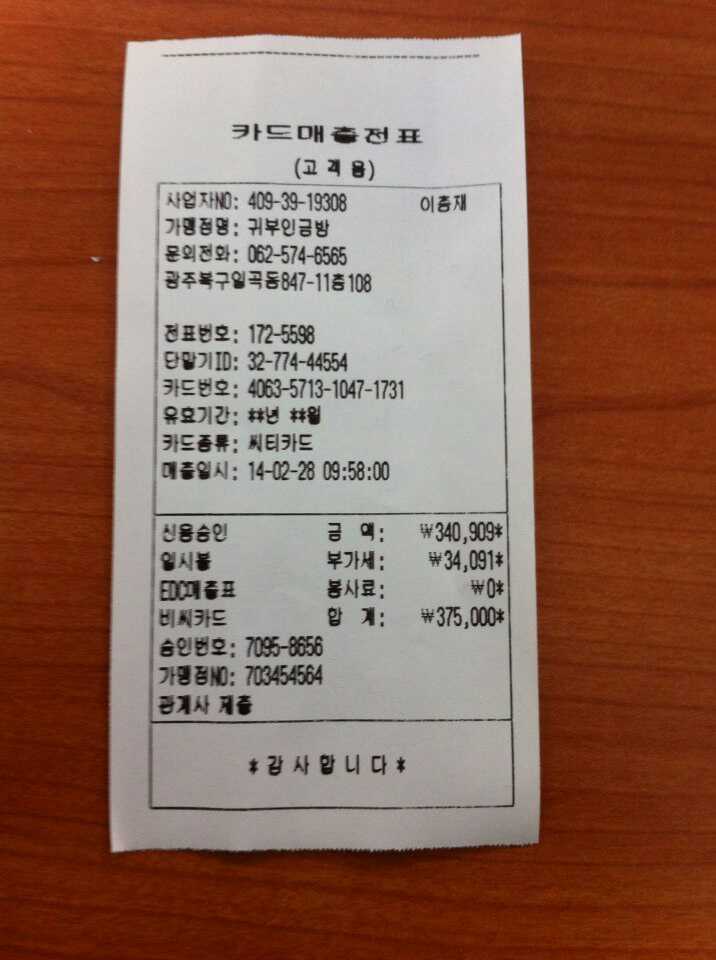 카드매출전표
(고객용)
사업자NO: 409-39-19308 이총재
가맹점명: 귀부인금방
문의전화: 062-574-6565
광주북구일곡동847-11층108
전표번호: 172-5598
단말기ID: 32-774-44554
카드번호: 4063-5713-1047-1731
유효기간: **년 **월
카드종류: 씨티카드
매출일시: 14-02-28 09:58:00
신용승인 금 액: ₩340,909*
일시불 부가세: ₩34,091*
EDC매출표 봉사료: ₩0*
비씨카드 합 계: ₩375,000*
승인번호: 7095-8656
가맹점NO: 703454564
관계사 제출
*감사합니다*